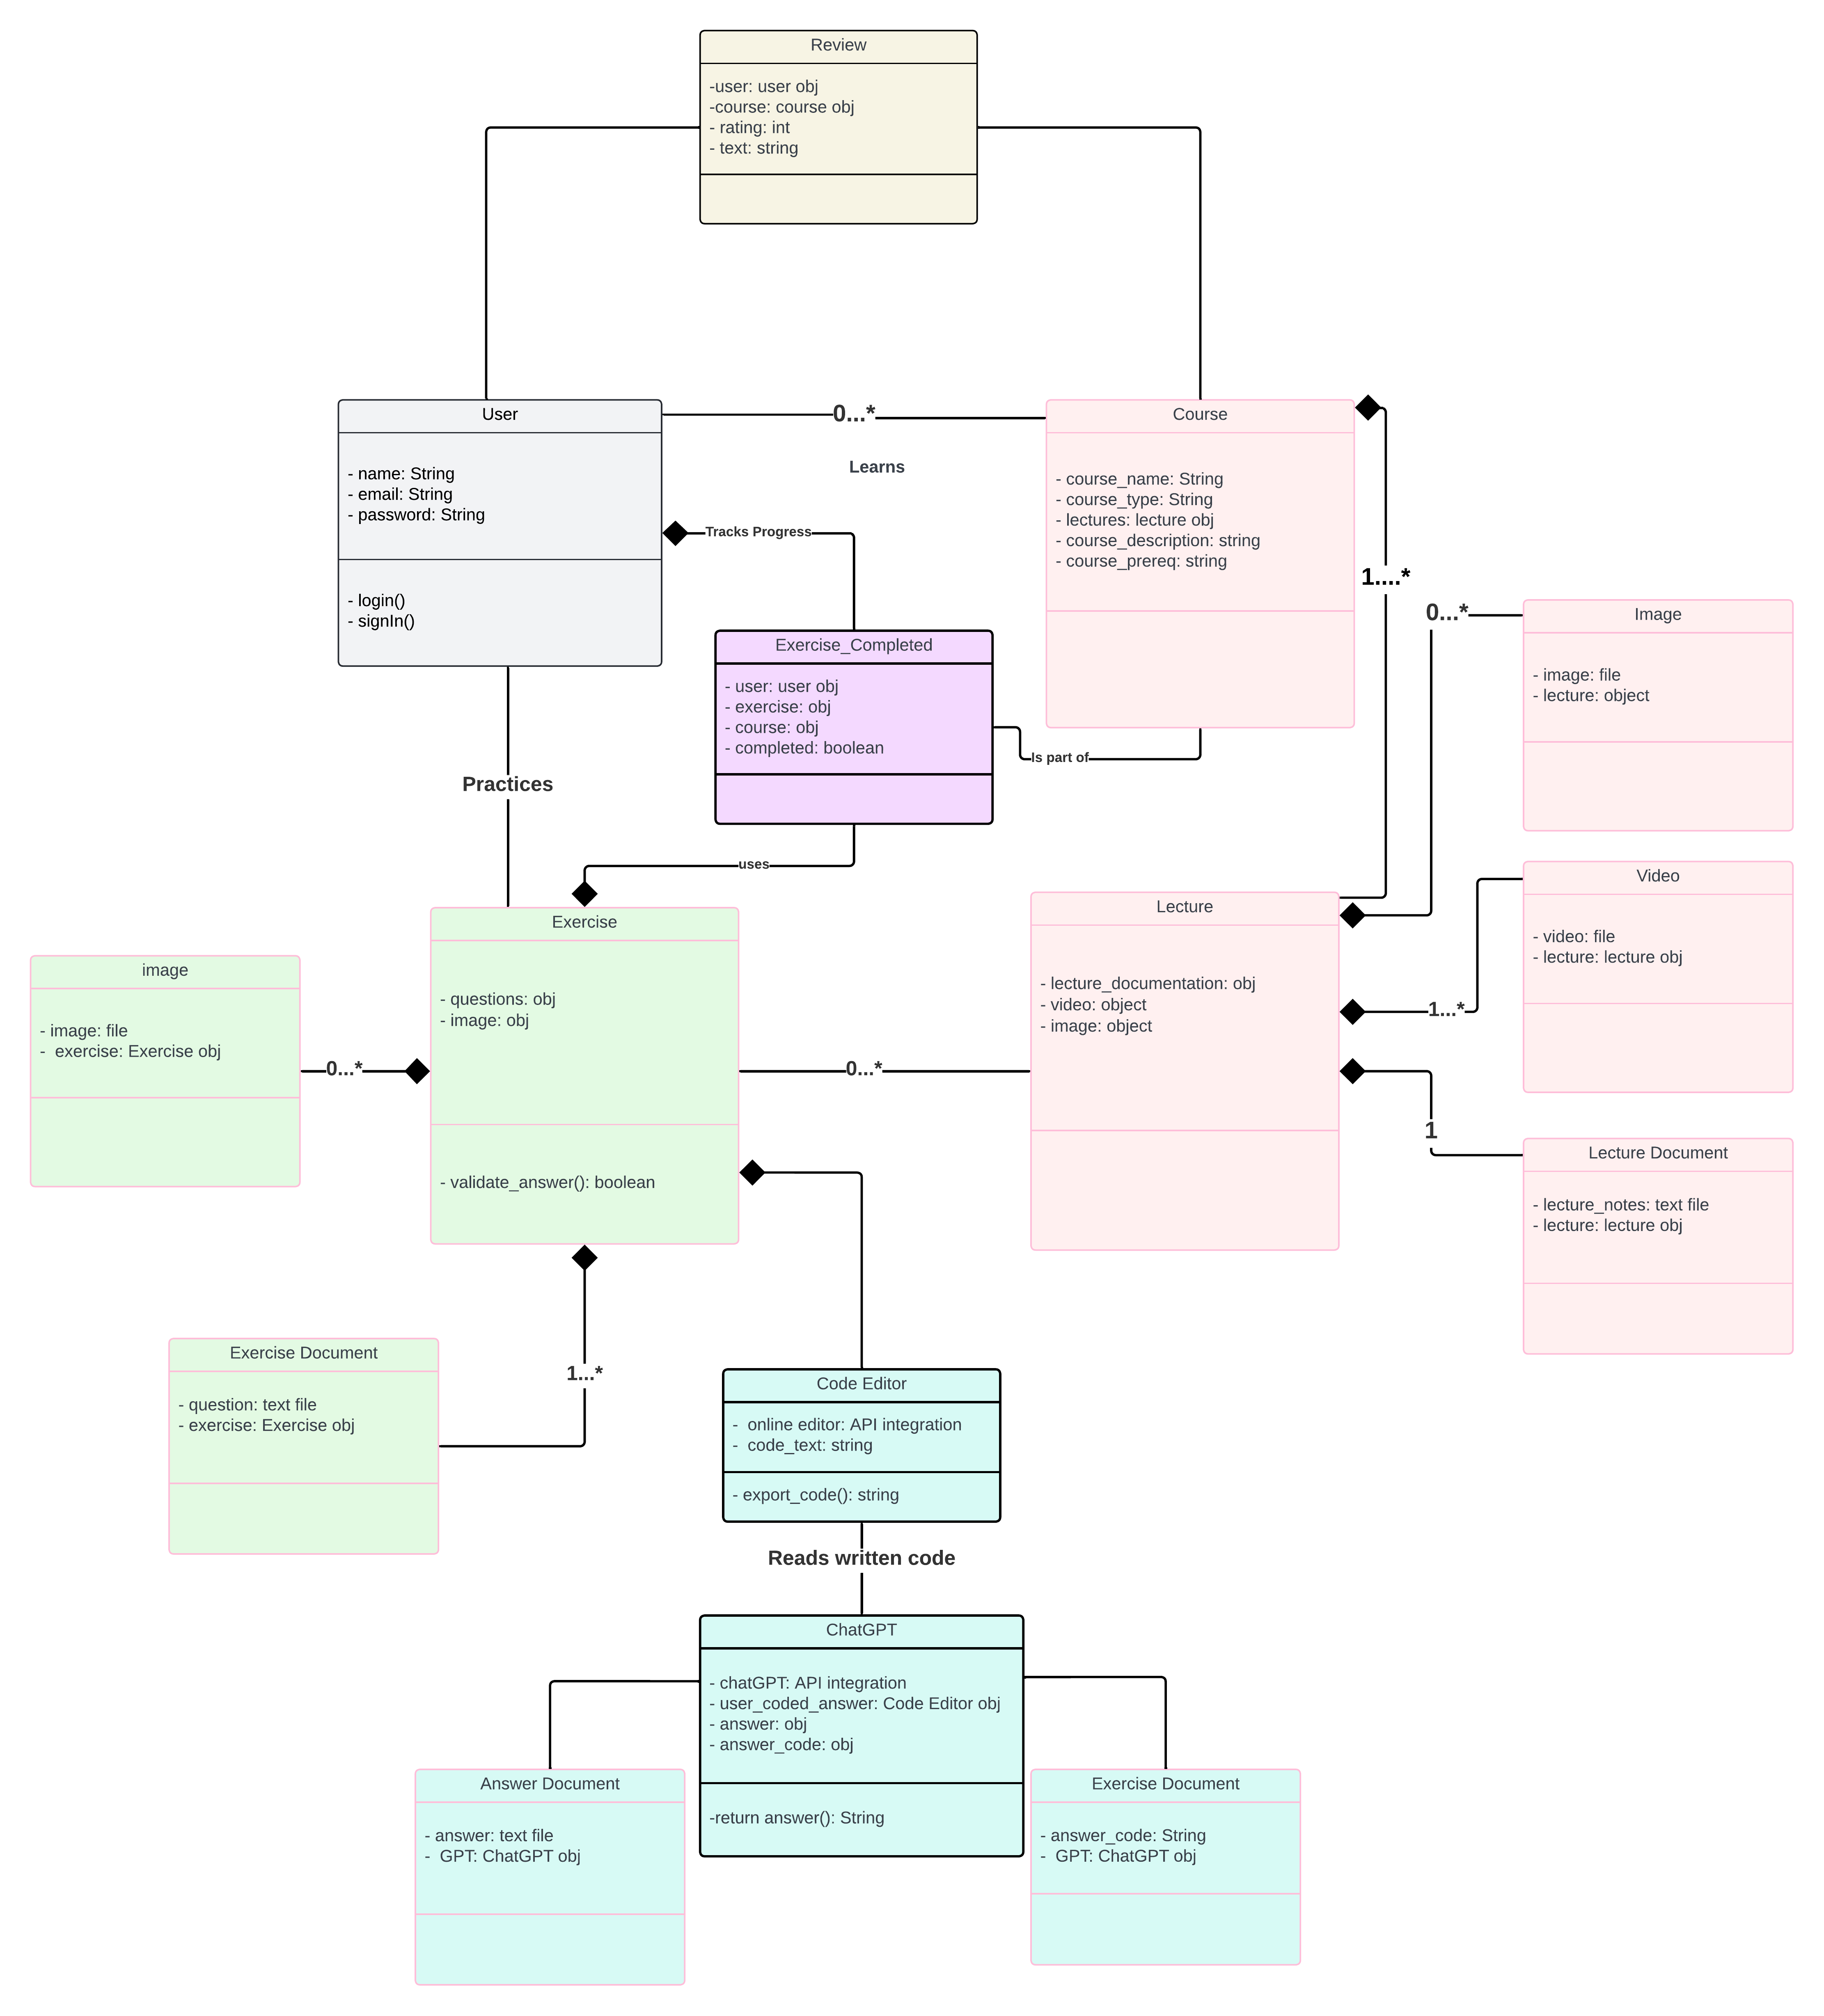 Review
-user: user obj
-course: course obj
- rating: int
- text: string
User
- name: String
- email: String
- password: String
- login()
- signIn()
0...*
Learns
Course
- course_name: String
- course_type: String
- lectures: lecture obj
- course_description: string
- course_prereq: string
Tracks Progress
1....*
0...*
Image
- image: file
- lecture: object
Exercise_Completed
- user: user obj
- exercise: obj
- course: obj
- completed: boolean
Is part of
Practices
uses
Video
- video: file
- lecture: lecture obj
Exercise
- questions: obj
- image: obj
- validate_answer(): boolean
Lecture
- lecture_documentation: obj
- video: object
- image: object
image
- image: file
-  exercise: Exercise obj
0...*
0...*
1...*
1
Lecture Document
- lecture_notes: text file
- lecture: lecture obj
Exercise Document
- question: text file
- exercise: Exercise obj
1...*
Code Editor
-  online editor: API integration
-  code_text: string
- export_code(): string
Reads written code
ChatGPT
- chatGPT: API integration
- user_coded_answer: Code Editor obj
- answer: obj
- answer_code: obj
-return answer(): String
Answer Document
- answer: text file
-  GPT: ChatGPT obj
Exercise Document
- answer_code: String
-  GPT: ChatGPT obj